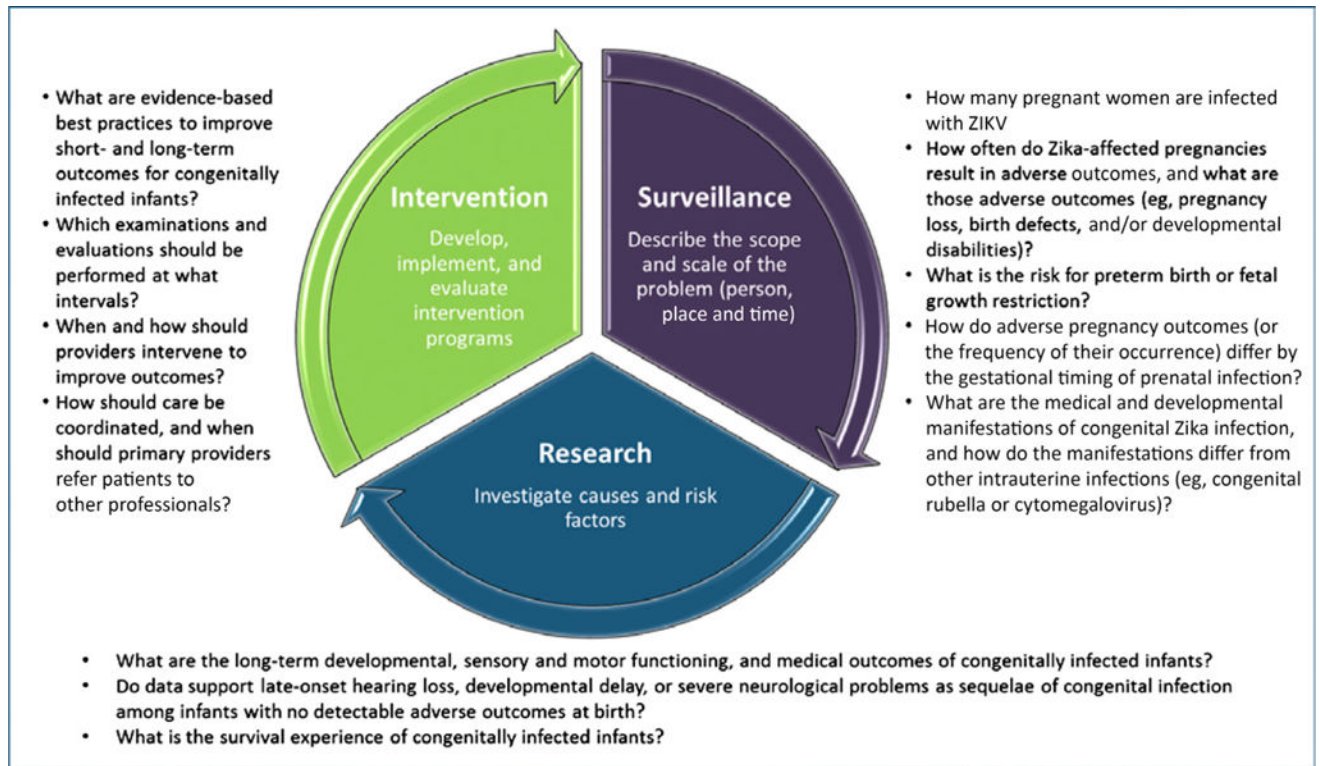 • What are evidence-based
best practices to improve
short- and long-term
outcomes for congenitally
infected infants?
• Which examinations and
evaluations should be
performed at what
intervals?
• When and how should
providers intervene to
improve outcomes?
• How should care be
coordinated, and when
should primary providers
refer patients to
other professionals?
Intervention
Develop,
implement, and
evaluate
intervention
programs
Surveillance
Describe the scope
and scale of the
problem (person,
place and time)
• How many pregnant women are infected
with ZIKV
• How often do Zika-affected pregnancies
result in adverse outcomes, and what are
those adverse outcomes (eg, pregnancy
loss, birth defects, and/or developmental
disabilities)?
• What is the risk for preterm birth or fetal
growth restriction?
• How do adverse pregnancy outcomes (or
the frequency of their occurrence) differ by
the gestational timing of prenatal infection?
• What are the medical and developmental
manifestations of congenital Zika infection,
and how do the manifestations differ from
other intrauterine infections (eg, congenital
rubella or cytomegalovirus)?
Research
Investigate causes and risk
factors
• What are the long-term developmental, sensory and motor functioning, and medical outcomes of congenitally infected infants?
• Do data support late-onset hearing loss, developmental delay, or severe neurological problems as sequelae of congenital infection
among infants with no detectable adverse outcomes at birth?
• What is the survival experience of congenitally infected infants?